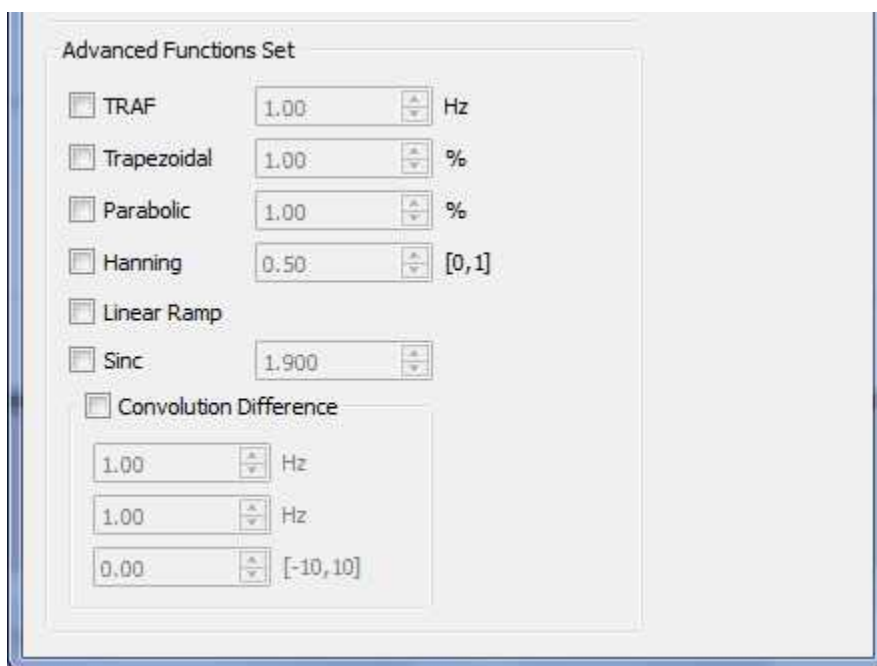 Advanced Functions Set
TRAF 1.00 Hz
Trapezoidal 1.00 %
Parabolic 1.00 %
Hanning 0.50 [0,1]
Linear Ramp
Sinc 1.900
Convolution Difference
1.00 Hz
1.00 Hz
0.00 [-10,10]